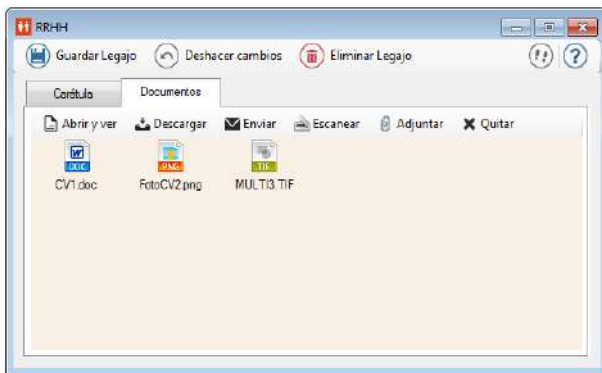 RRHH
Guardar Legajo Deshacer cambios Eliminar Legajo ?
Carátula Documentos
Abrir y ver Descargar Enviar Escanear Adjuntar Quitar
W
DOC PNG TIF
CV1.doc FotoCV2.png MULTI3.TIF